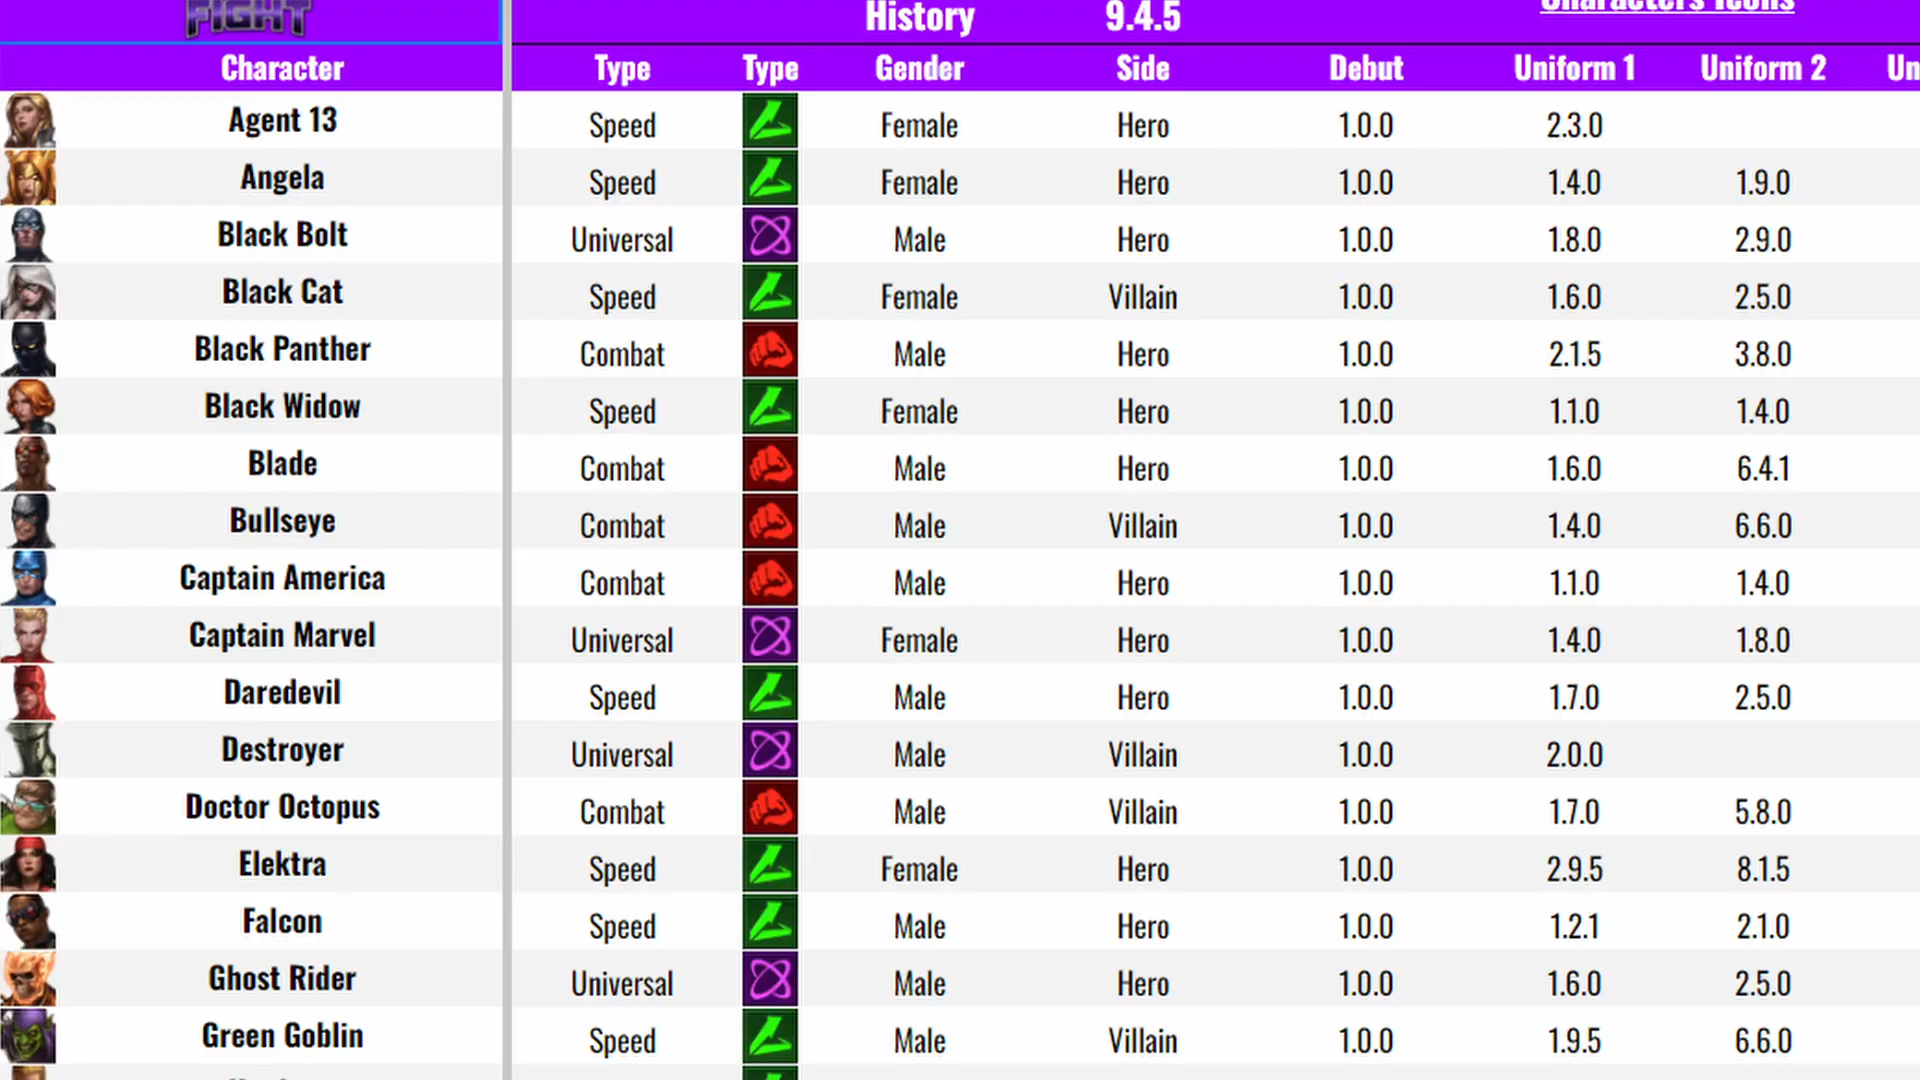 FIGHT
History 9.4.5 Characters Icons
Character Type Type Gender Side Debut Uniform 1 Uniform 2 Un
Agent 13 Speed Female Hero 1.0.0 2.3.0
Angela Speed Female Hero 1.0.0 1.4.0 1.9.0
Black Bolt Universal Male Hero 1.0.0 1.8.0 2.9.0
Black Cat Speed Female Villain 1.0.0 1.6.0 2.5.0
Black Panther Combat Male Hero 1.0.0 2.1.5 3.8.0
Black Widow Speed Female Hero 1.0.0 1.1.0 1.4.0
Blade Combat Male Hero 1.0.0 1.6.0 6.4.1
Bullseye Combat Male Villain 1.0.0 1.4.0 6.6.0
Captain America Combat Male Hero 1.0.0 1.1.0 1.4.0
Captain Marvel Universal Female Hero 1.0.0 1.4.0 1.8.0
Daredevil Speed Male Hero 1.0.0 1.7.0 2.5.0
Destroyer Universal Male Villain 1.0.0 2.0.0
Doctor Octopus Combat Male Villain 1.0.0 1.7.0 5.8.0
Elektra Speed Female Hero 1.0.0 2.9.5 8.1.5
Falcon Speed Male Hero 1.0.0 1.2.1 2.1.0
Ghost Rider Universal Male Hero 1.0.0 1.6.0 2.5.0
Green Goblin Speed Male Villain 1.0.0 1.9.5 6.6.0